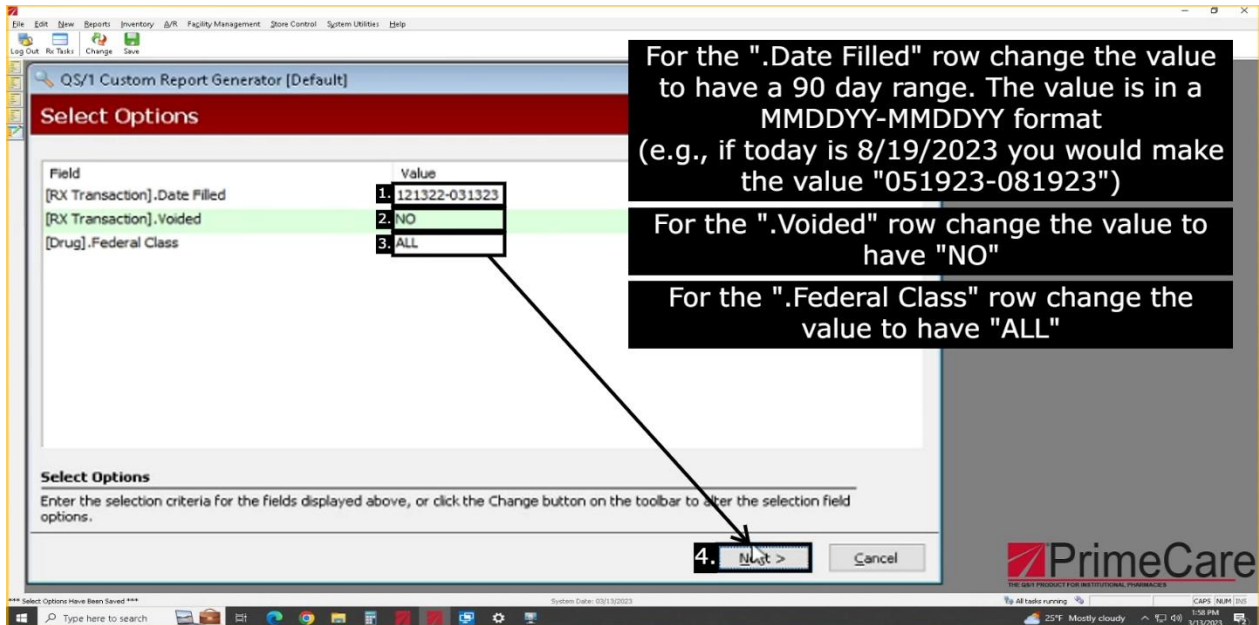 File Edit New Reports Inventory A/R Facility Management Store Control System Utilities Help
Log Out Rx Tasks Change Save
QS/1 Custom Report Generator [Default]
Select Options
Field Value
[RX Transaction].Date Filled 1. 121322-031323
[RX Transaction].Voided 2. NO
[Drug].Federal Class 3. ALL
For the ".Date Filled" row change the value
to have a 90 day range. The value is in a
MMDDYY-MMDDYY format
(e.g., if today is 8/19/2023 you would make
the value "051923-081923")
For the ".Voided" row change the value to
have "NO"
For the ".Federal Class" row change the
value to have "ALL"
Select Options
Enter the selection criteria for the fields displayed above, or click the Change button on the toolbar to alter the selection field
options.
4. Next > Cancel
PrimeCare
THE QS/1 PRODUCT FOR INSTITUTIONAL PHARMACIES
*** Select Options Have Been Saved *** System Date: 03/13/2023 All tasks running CAPS NUM INS
Type here to search 25°F Mostly cloudy 1:58 PM
3/13/2023